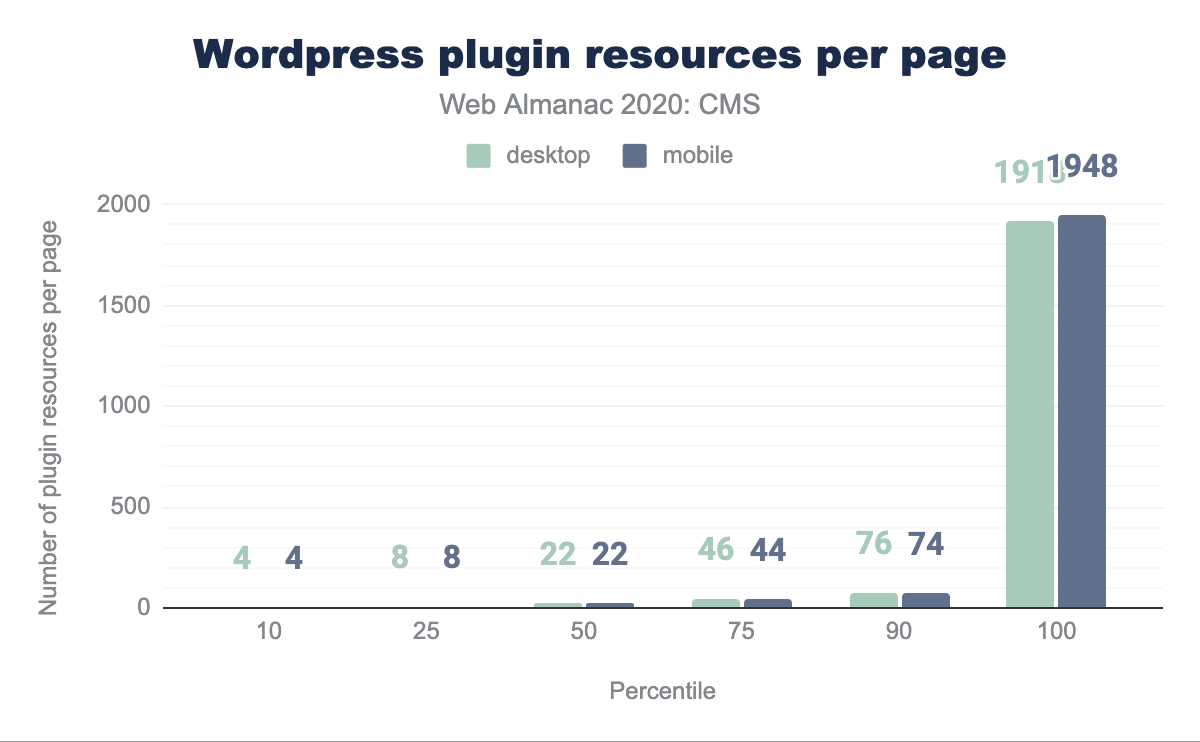 Wordpress plugin resources per page
Web Almanac 2020: CMS
desktop mobile
1948
Number of plugin resources per page
2000
1500
1000
500
0
4 4 8 8 22 22 46 44 76 74
10 25 50 75 90 100
Percentile